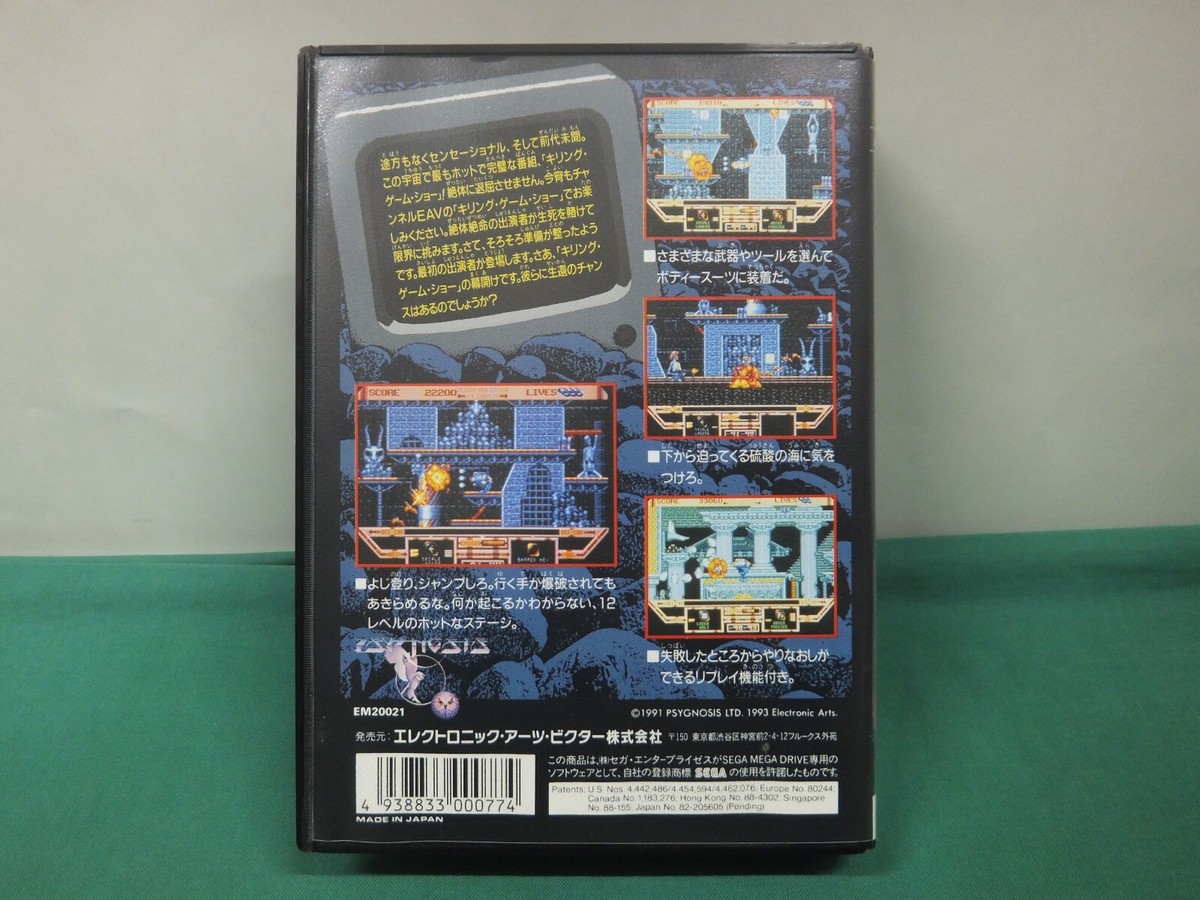 途方もなくセンセーショナル、そして前代未聞。
この宇宙で最もホットで完璧な番組、「キリング・
ゲーム・ショー」！絶体に退屈させません。今宵もチャ
ンネルEAVの「キリング・ゲーム・ショー」でお楽
しみください。絶体絶命の出演者が生死を賭けて
限界に挑みます。さて、そろそろ準備が整ったよう
です。最初の出演者が登場します。さあ、「キリング・
ゲーム・ショー」の幕開けです。彼らに生還のチャン
スはあるのでしょうか？
SCORE LIVES
■さまざまな武器やツールを選んで
ボディースーツに装着だ。
■下から迫ってくる硫酸の海に気を
つけろ。
SCORE 22200 LIVES
■よじ登り、ジャンプしろ。行く手が爆破されても
あきらめるな。何が起こるかわからない、12
レベルのホットなステージ。
SCORE LIVES
■失敗したところからやりなおしが
できるリプレイ機能付き。
PSYGNOSIS
EM20021
©1991 PSYGNOSIS LTD. 1993 Electronic Arts.
発売元：エレクトロニック・アーツ・ビクター株式会社 〒150 東京都渋谷区神宮前2-4-12フルークス外苑
この商品は、(株)セガ・エンタープライゼスがSEGA MEGA DRIVE専用の
ソフトウェアとして、自社の登録商標 SEGA の使用を許諾したものです。
Patents: U.S. Nos. 4,442,486/4,454,594/4,462,076; Europe No. 80244;
Canada No. 1,183,276; Hong Kong No. 88-4302; Singapore
No. 88-155; Japan No. 82-205605 (Pending)
4 938833 000774
MADE IN JAPAN